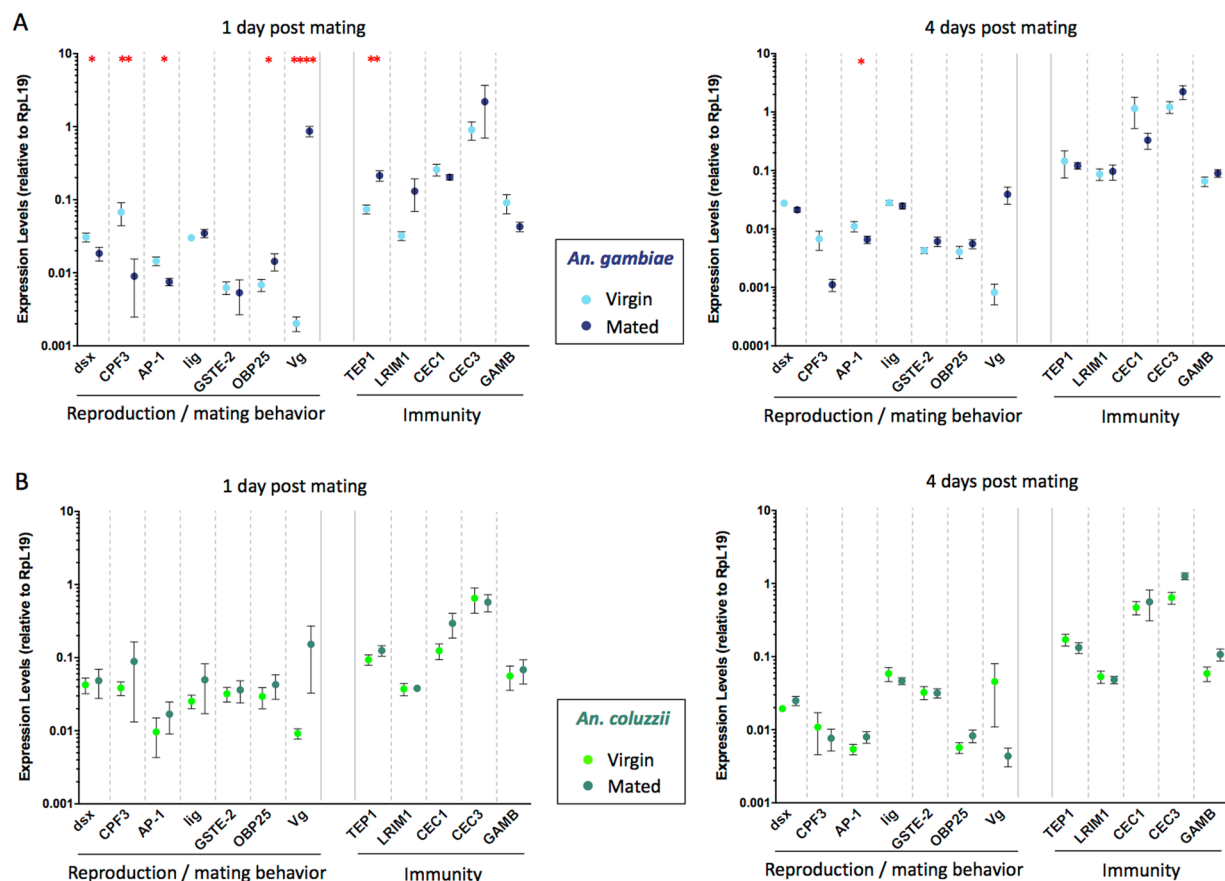 A
1 day post mating
4 days post mating
Expression Levels (relative to RpL19)
10
1
0.1
0.01
0.001
* ** * * **** **
dsx CPF3 AP-1 lig GSTE-2 OBP25 Vg TEP1 LRIM1 CEC1 CEC3 GAMB
Reproduction / mating behavior Immunity
An. gambiae
Virgin
Mated
Expression Levels (relative to RpL19)
10
1
0.1
0.01
0.001
0.0001
*
dsx CPF3 AP-1 lig GSTE-2 OBP25 Vg TEP1 LRIM1 CEC1 CEC3 GAMB
Reproduction / mating behavior Immunity
B
1 day post mating
4 days post mating
Expression Levels (relative to RpL19)
10
1
0.1
0.01
0.001
dsx CPF3 AP-1 lig GSTE-2 OBP25 Vg TEP1 LRIM1 CEC1 CEC3 GAMB
Reproduction / mating behavior Immunity
An. coluzzii
Virgin
Mated
Expression Levels (relative to RpL19)
10
1
0.1
0.01
0.001
dsx CPF3 AP-1 lig GSTE-2 OBP25 Vg TEP1 LRIM1 CEC1 CEC3 GAMB
Reproduction / mating behavior Immunity